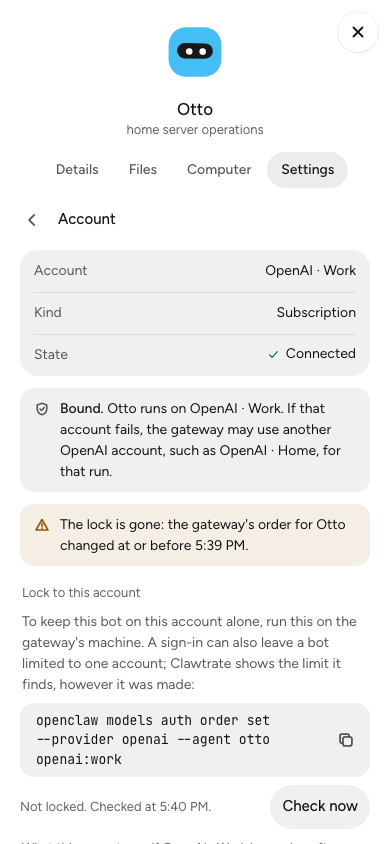 Otto
home server operations
Details Files Computer Settings
Account
Account OpenAI · Work
Kind Subscription
State Connected
Bound. Otto runs on OpenAI · Work. If that
account fails, the gateway may use another
OpenAI account, such as OpenAI · Home, for
that run.
The lock is gone: the gateway's order for Otto
changed at or before 5:39 PM.
Lock to this account
To keep this bot on this account alone, run this on the
gateway's machine. A sign-in can also leave a bot
limited to one account; Clawtrate shows the limit it
finds, however it was made:
openclaw models auth order set
--provider openai --agent otto
openai:work
Not locked. Checked at 5:40 PM.
Check now